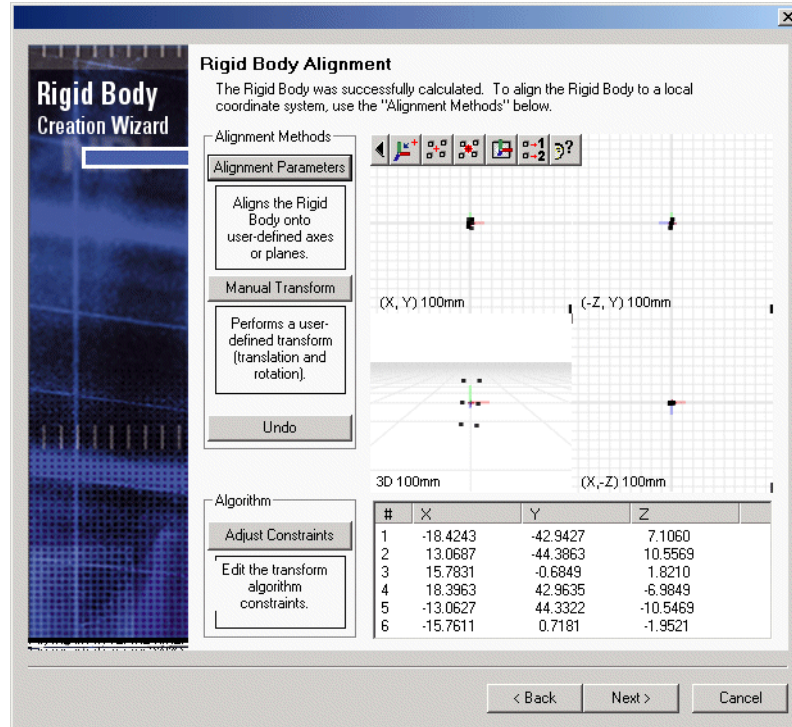 Rigid Body
Creation Wizard
Rigid Body Alignment
The Rigid Body was successfully calculated. To align the Rigid Body to a local
coordinate system, use the "Alignment Methods" below.
Alignment Methods
Alignment Parameters
Aligns the Rigid
Body onto
user-defined axes
or planes.
Manual Transform
Performs a user-
defined transform
(translation and
rotation).
Undo
Algorithm
Adjust Constraints
Edit the transform
algorithm
constraints.
(X, Y) 100mm
(-Z, Y) 100mm
3D 100mm
(X,-Z) 100mm
# X Y Z
1 -18.4243 -42.9427 7.1060
2 13.0687 -44.3863 10.5569
3 15.7831 -0.6849 1.8210
4 18.3963 42.9635 -6.9849
5 -13.0627 44.3322 -10.5469
6 -15.7611 0.7181 -1.9521
< Back
Next >
Cancel